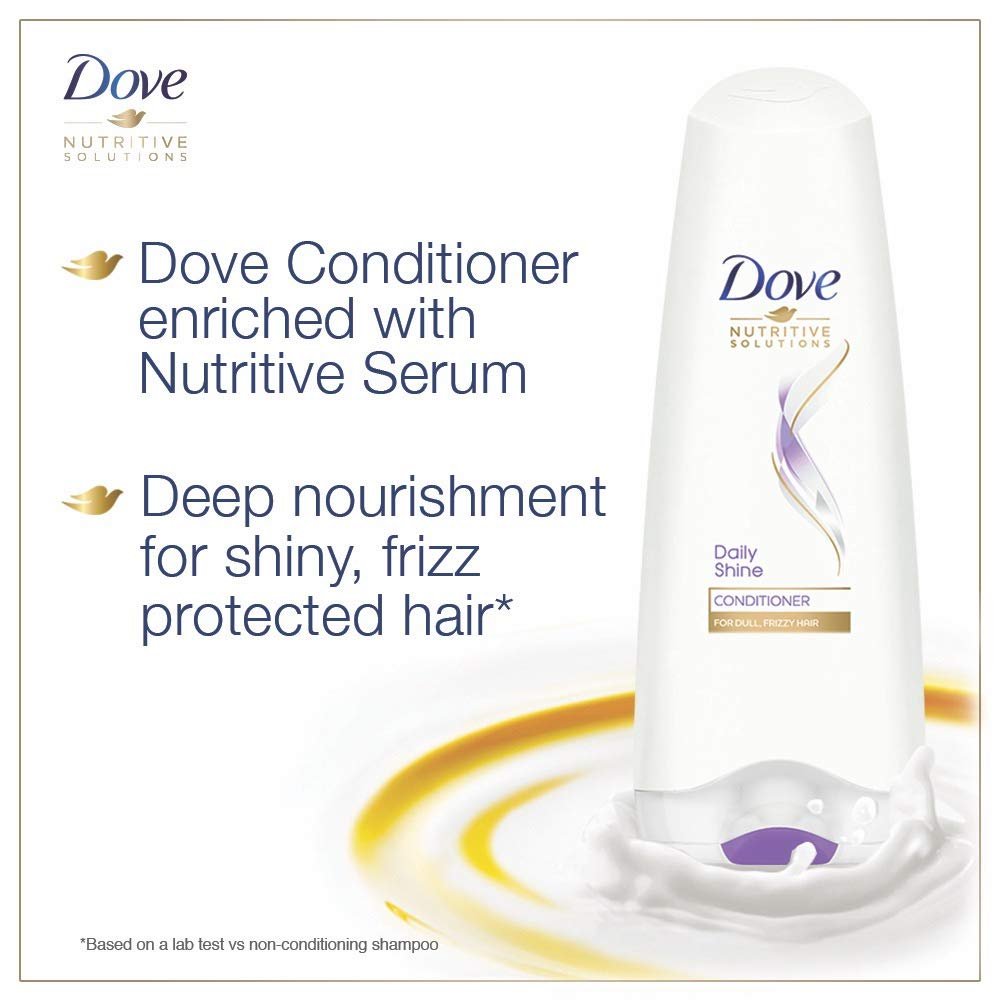 Dove
NUTRITIVE
SOLUTIONS
Dove Conditioner
enriched with
Nutritive Serum
Deep nourishment
for shiny, frizz
protected hair*
Dove
NUTRITIVE
SOLUTIONS
Daily
Shine
CONDITIONER
FOR DULL, FRIZZY HAIR
*Based on a lab test vs non-conditioning shampoo